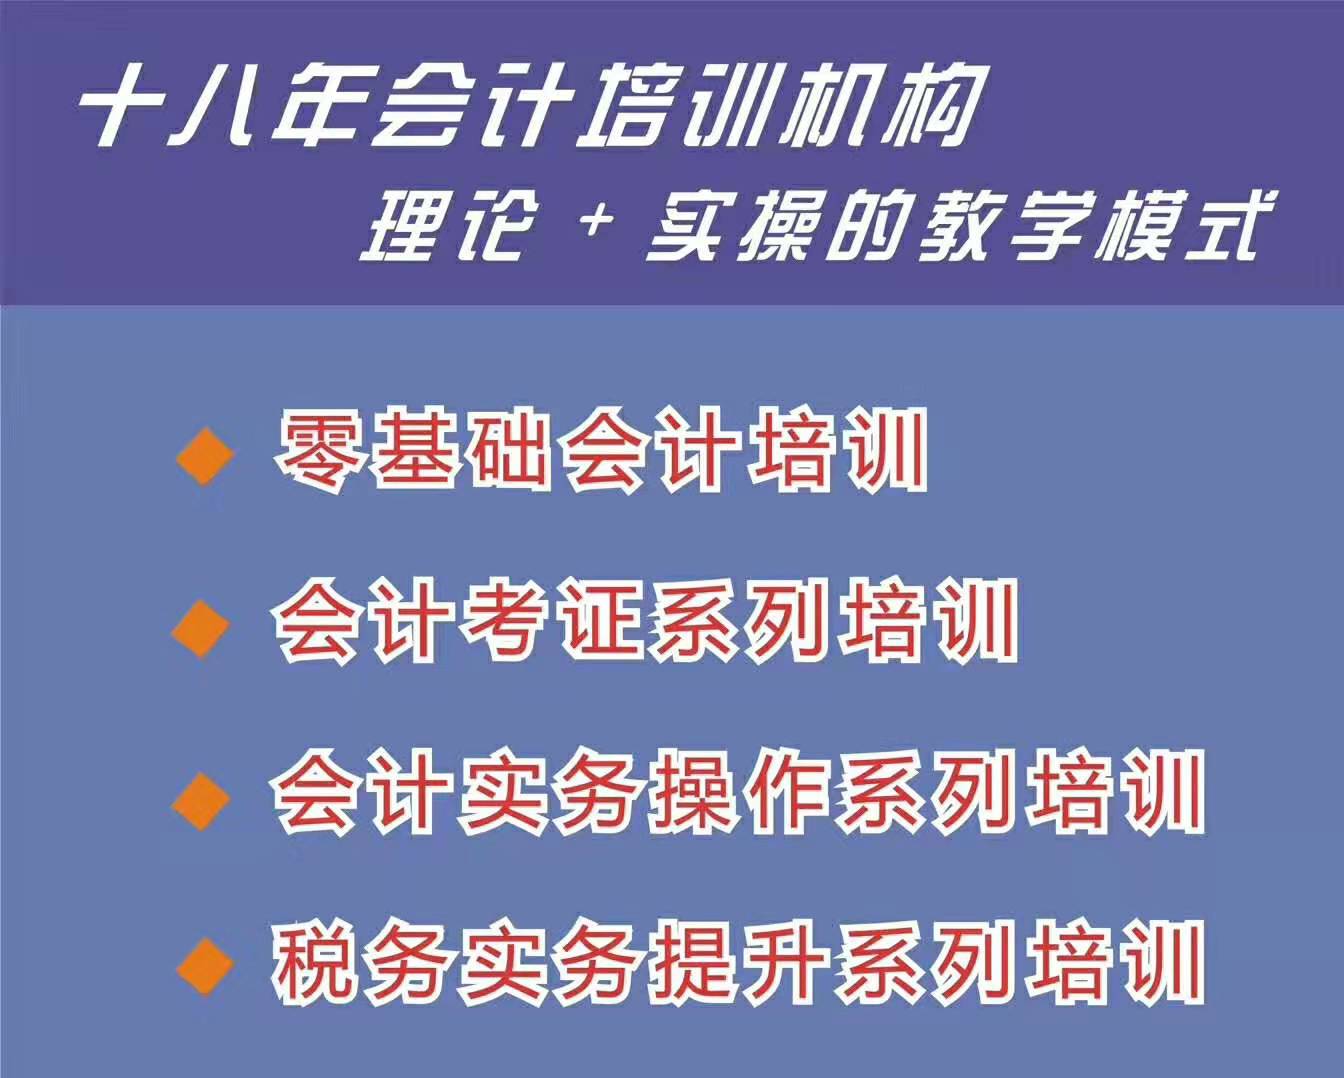 十八年会计培训机构
理论 + 实操的教学模式
零基础会计培训
会计考证系列培训
会计实务操作系列培训
税务实务提升系列培训